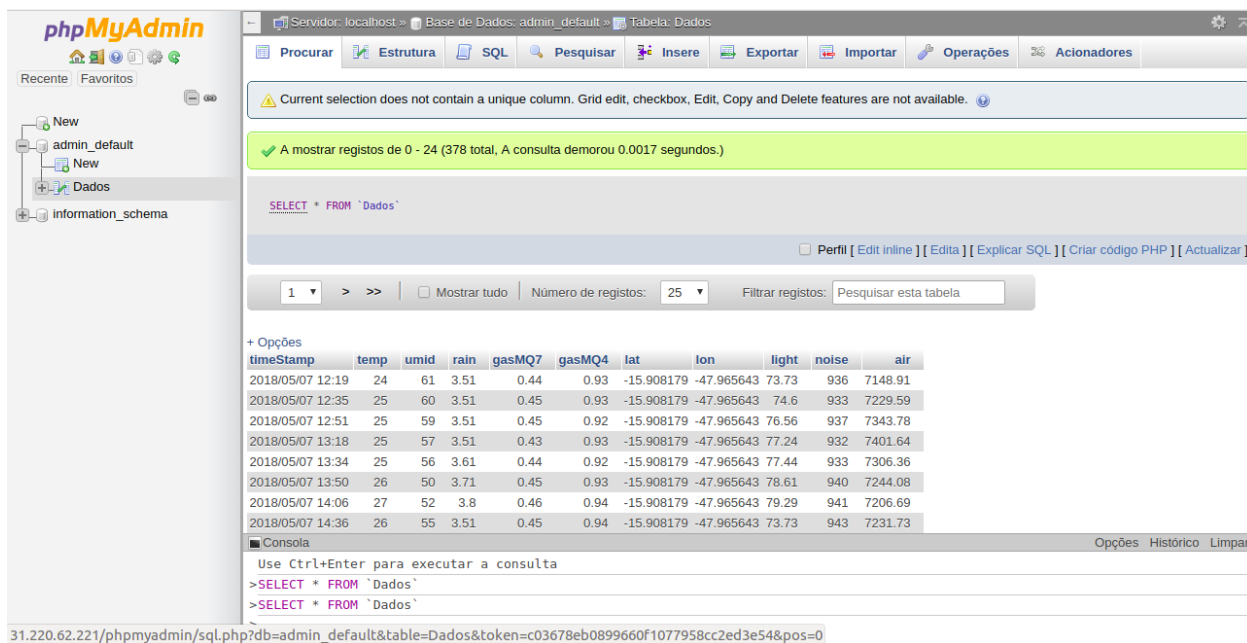 phpMyAdmin
Recente Favoritos
New
admin_default
New
Dados
information_schema
Servidor: localhost » Base de Dados: admin_default » Tabela: Dados
Procurar Estrutura SQL Pesquisar Insere Exportar Importar Operações Acionadores
Current selection does not contain a unique column. Grid edit, checkbox, Edit, Copy and Delete features are not available.
A mostrar registos de 0 - 24 (378 total, A consulta demorou 0.0017 segundos.)
SELECT * FROM `Dados`
Perfil [ Edit inline ] [ Edita ] [ Explicar SQL ] [ Criar código PHP ] [ Actualizar ]
1 > >> Mostrar tudo Número de registos: 25 Filtrar registos: Pesquisar esta tabela
+ Opções
timeStamp temp umid rain gasMQ7 gasMQ4 lat lon light noise air
2018/05/07 12:19 24 61 3.51 0.44 0.93 -15.908179 -47.965643 73.73 936 7148.91
2018/05/07 12:35 25 60 3.51 0.45 0.93 -15.908179 -47.965643 74.6 933 7229.59
2018/05/07 12:51 25 59 3.51 0.45 0.92 -15.908179 -47.965643 76.56 937 7343.78
2018/05/07 13:18 25 57 3.51 0.43 0.93 -15.908179 -47.965643 77.24 932 7401.64
2018/05/07 13:34 25 56 3.61 0.44 0.92 -15.908179 -47.965643 77.44 933 7306.36
2018/05/07 13:50 26 50 3.71 0.45 0.93 -15.908179 -47.965643 78.61 940 7244.08
2018/05/07 14:06 27 52 3.8 0.46 0.94 -15.908179 -47.965643 79.29 941 7206.69
2018/05/07 14:36 26 55 3.51 0.45 0.94 -15.908179 -47.965643 73.73 943 7231.73
Consola Opções Histórico Limpar
Use Ctrl+Enter para executar a consulta
>SELECT * FROM `Dados`
>SELECT * FROM `Dados`
>
31.220.62.221/phpmyadmin/sql.php?db=admin_default&table=Dados&token=c03678eb0899660f1077958cc2ed3e54&pos=0